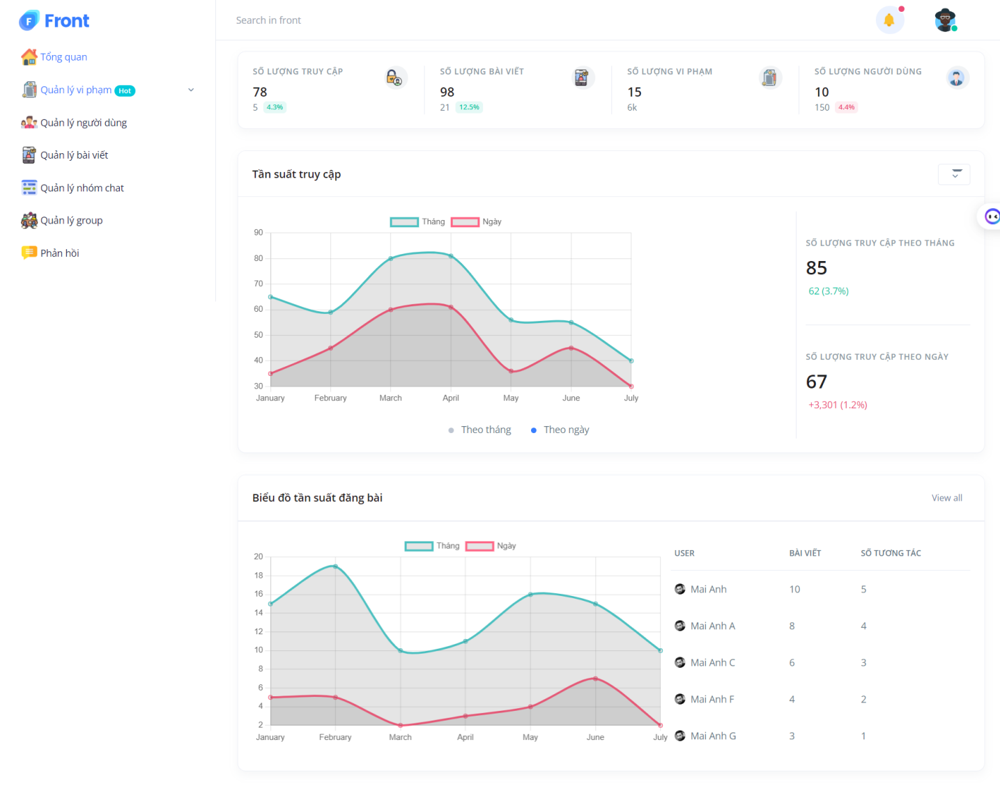 Front
Search in front
Tổng quan
Quản lý vi phạm Hot
Quản lý người dùng
Quản lý bài viết
Quản lý nhóm chat
Quản lý group
Phản hồi
SỐ LƯỢNG TRUY CẬP
78
5 4.3%
SỐ LƯỢNG BÀI VIẾT
98
21 12.5%
SỐ LƯỢNG VI PHẠM
15
6k
SỐ LƯỢNG NGƯỜI DÙNG
10
150 4.4%
Tần suất truy cập
Tháng Ngày
90
80
70
60
50
40
30
January February March April May June July
Theo tháng Theo ngày
SỐ LƯỢNG TRUY CẬP THEO THÁNG
85
62 (3.7%)
SỐ LƯỢNG TRUY CẬP THEO NGÀY
67
+3,301 (1.2%)
Biểu đồ tần suất đăng bài
View all
Tháng Ngày
20
18
16
14
12
10
8
6
4
2
January February March April May June July
USER BÀI VIẾT SỐ TƯƠNG TÁC
Mai Anh 10 5
Mai Anh A 8 4
Mai Anh C 6 3
Mai Anh F 4 2
Mai Anh G 3 1